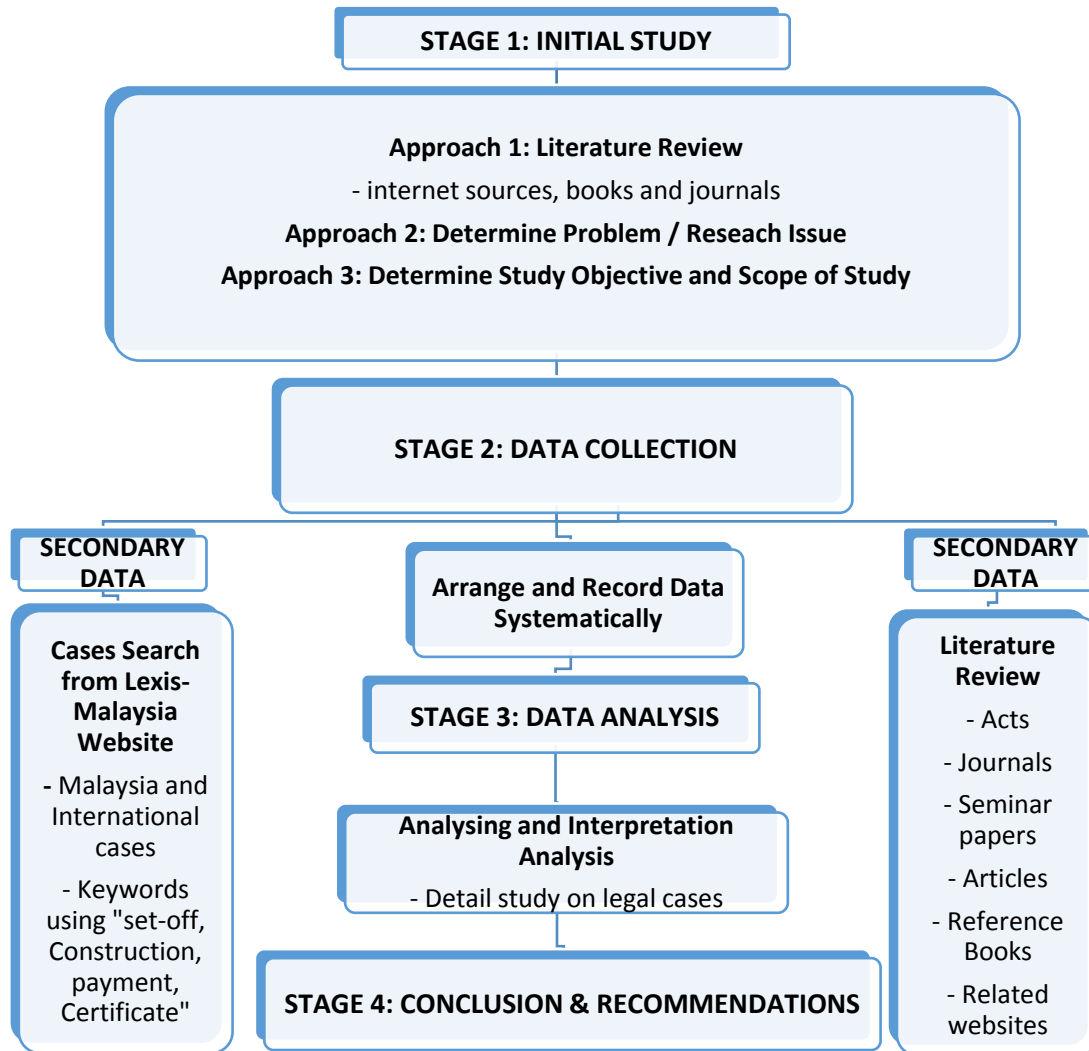 STAGE 1: INITIAL STUDY
Approach 1: Literature Review
- internet sources, books and journals
Approach 2: Determine Problem / Reseach Issue
Approach 3: Determine Study Objective and Scope of Study
STAGE 2: DATA COLLECTION
SECONDARY
DATA
Cases Search
from Lexis-
Malaysia
Website
- Malaysia and
International
cases
- Keywords
using "set-off,
Construction,
payment,
Certificate"
Arrange and Record Data
Systematically
STAGE 3: DATA ANALYSIS
Analysing and Interpretation
Analysis
- Detail study on legal cases
STAGE 4: CONCLUSION & RECOMMENDATIONS
SECONDARY
DATA
Literature
Review
- Acts
- Journals
- Seminar
papers
- Articles
- Reference
Books
- Related
websites